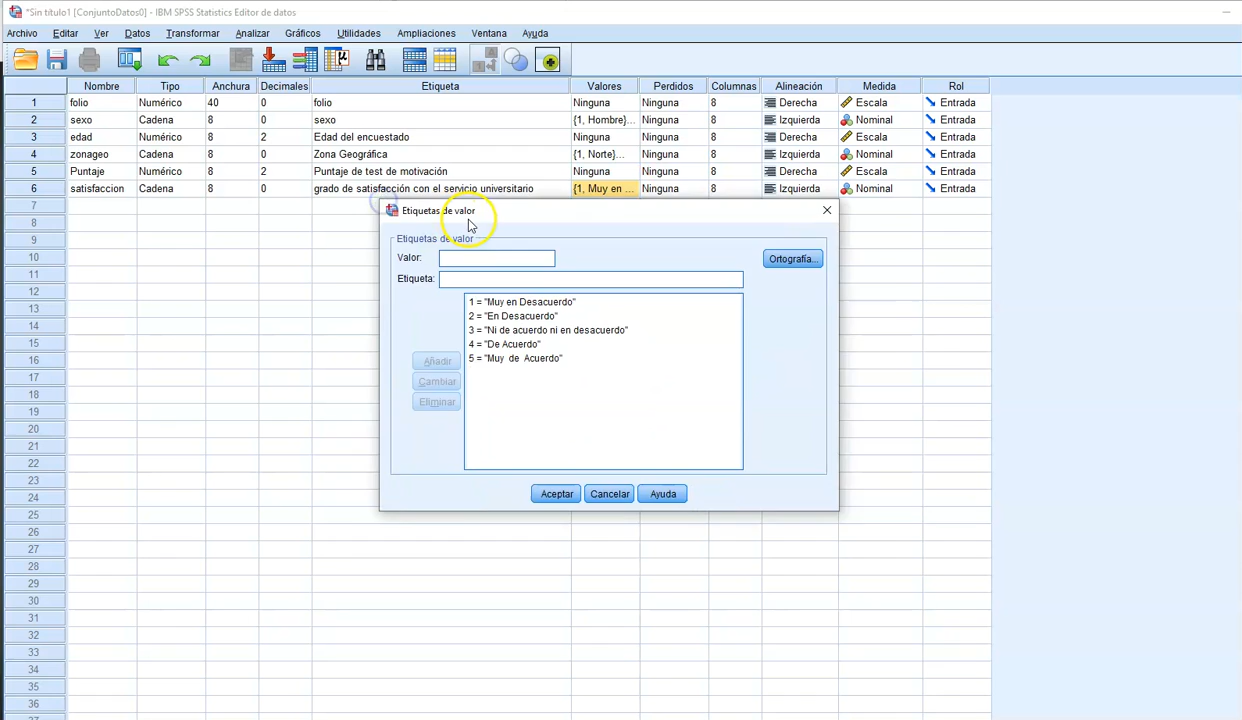 *Sin título1 [ConjuntoDatos0] - IBM SPSS Statistics Editor de datos
Archivo Editar Ver Datos Transformar Analizar Gráficos Utilidades Ampliaciones Ventana Ayuda
Nombre Tipo Anchura Decimales Etiqueta Valores Perdidos Columnas Alineación Medida Rol
1 folio Numérico 40 0 folio Ninguna Ninguna 8 Derecha Escala Entrada
2 sexo Cadena 8 0 sexo {1, Hombre}... Ninguna 8 Izquierda Nominal Entrada
3 edad Numérico 8 2 Edad del encuestado Ninguna Ninguna 8 Derecha Escala Entrada
4 zonageo Cadena 8 0 Zona Geográfica {1, Norte}... Ninguna 8 Izquierda Nominal Entrada
5 Puntaje Numérico 8 2 Puntaje de test de motivación Ninguna Ninguna 8 Derecha Escala Entrada
6 satisfaccion Cadena 8 0 grado de satisfacción con el servicio universitario {1, Muy en ... Ninguna 8 Izquierda Nominal Entrada
7
8
9
10
11
12
13
14
15
16
17
18
19
20
21
22
23
24
25
26
27
28
29
30
31
32
33
34
35
36
Etiquetas de valor
Etiquetas de valor
Valor:
Ortografía...
Etiqueta:
1 = "Muy en Desacuerdo"
2 = "En Desacuerdo"
3 = "Ni de acuerdo ni en desacuerdo"
4 = "De Acuerdo"
5 = "Muy de Acuerdo"
Añadir
Cambiar
Eliminar
Aceptar Cancelar Ayuda